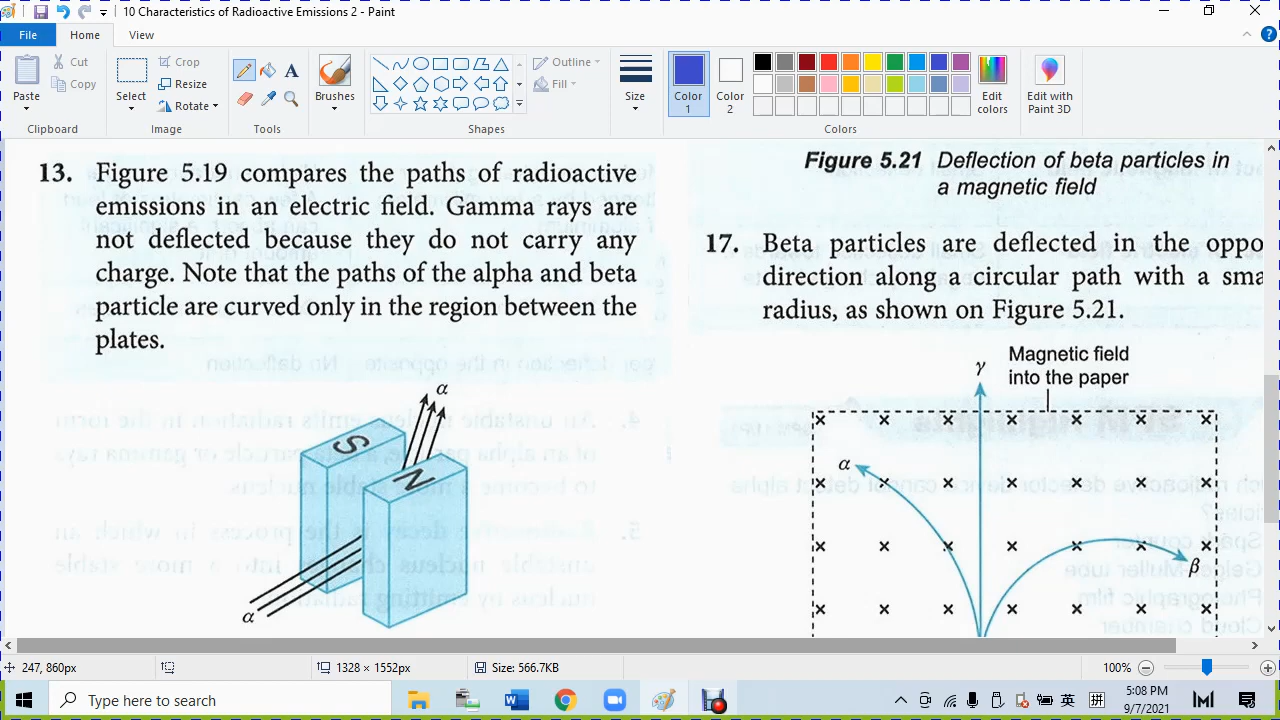 10 Characteristics of Radioactive Emissions 2 - Paint
File
Home
View
Paste
Cut
Copy
Clipboard
Select
Crop
Resize
Rotate
Image
A
Tools
Brushes
Outline
Fill
Shapes
Size
Color 1
Color 2
Edit colors
Edit with Paint 3D
Colors
13. Figure 5.19 compares the paths of radioactive
emissions in an electric field. Gamma rays are
not deflected because they do not carry any
charge. Note that the paths of the alpha and beta
particle are curved only in the region between the
plates.
α
S
N
α
Figure 5.21 Deflection of beta particles in
a magnetic field
17. Beta particles are deflected in the oppo
direction along a circular path with a sma
radius, as shown on Figure 5.21.
Magnetic field
into the paper
γ
α
β
247, 860px
1328 × 1552px
Size: 566.7KB
100%
Type here to search
英
拼
5:08 PM
9/7/2021